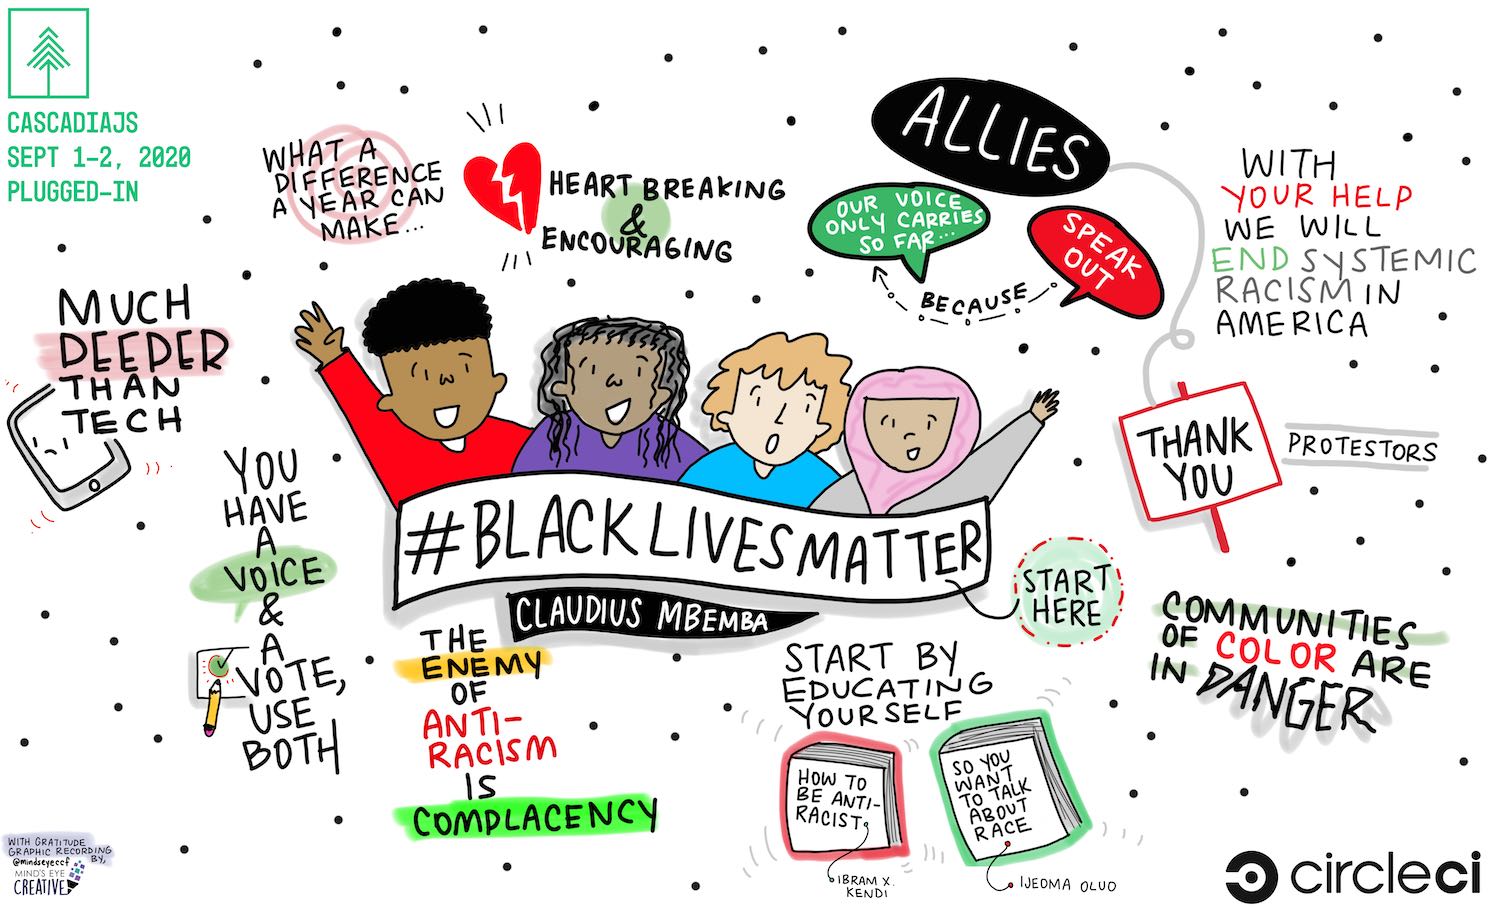 CASCADIAJS
SEPT 1-2, 2020
PLUGGED-IN
WHAT A
DIFFERENCE
A YEAR CAN
MAKE...
HEART BREAKING
&
ENCOURAGING
ALLIES
OUR VOICE
ONLY CARRIES
SO FAR...
BECAUSE
SPEAK
OUT
WITH
YOUR HELP
WE WILL
END SYSTEMIC
RACISM IN
AMERICA
THANK
YOU
PROTESTORS
MUCH
DEEPER
THAN
TECH
YOU
HAVE
A
VOICE
&
A
VOTE,
USE
BOTH
#BLACKLIVESMATTER
CLAUDIUS MBEMBA
START
HERE
THE
ENEMY
OF
ANTI-
RACISM
IS
COMPLACENCY
START BY
EDUCATING
YOURSELF
HOW TO
BE ANTI-
RACIST
IBRAM X.
KENDI
SO YOU
WANT
TO TALK
ABOUT
RACE
IJEOMA OLUO
COMMUNITIES
OF COLOR ARE
IN DANGER
WITH GRATITUDE
GRAPHIC RECORDING
BY,
@mindseyeccf
MIND'S EYE
CREATIVE
circleci